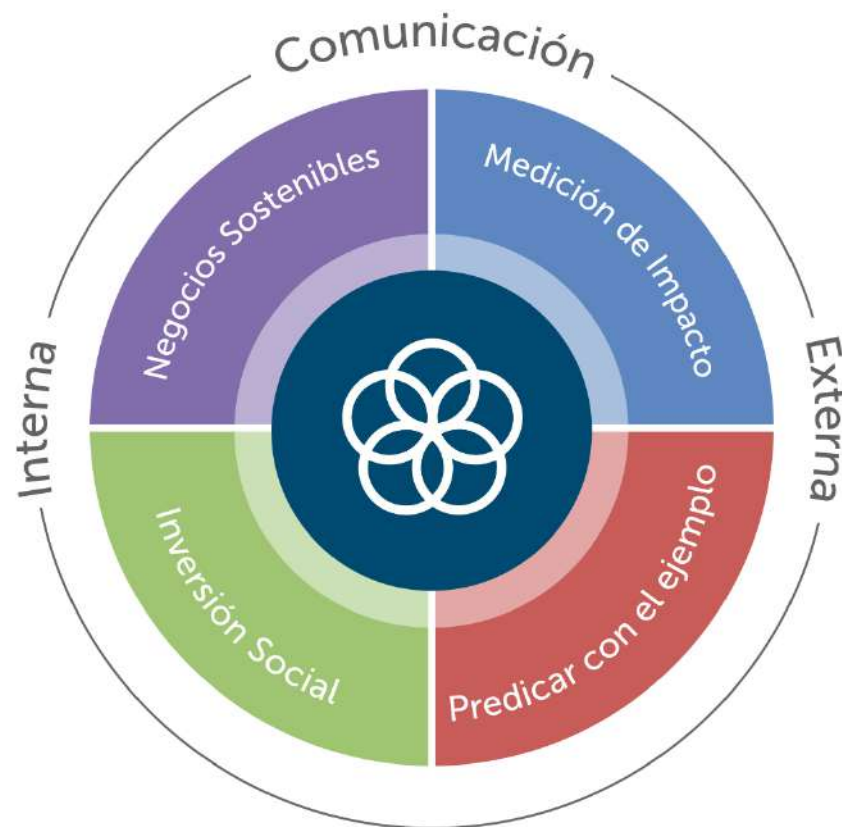 Comunicación
Negocios Sostenibles
Medición de Impacto
Interna
Externa
Inversión Social
Predicar con el ejemplo